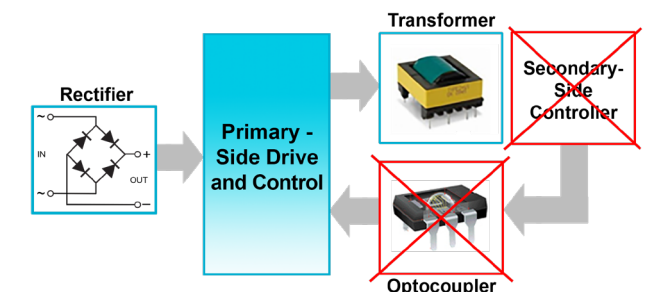 Transformer
Secondary-
Side
Controller
Rectifier
~
+
IN
OUT
~
–
Primary -
Side Drive
and Control
Optocoupler